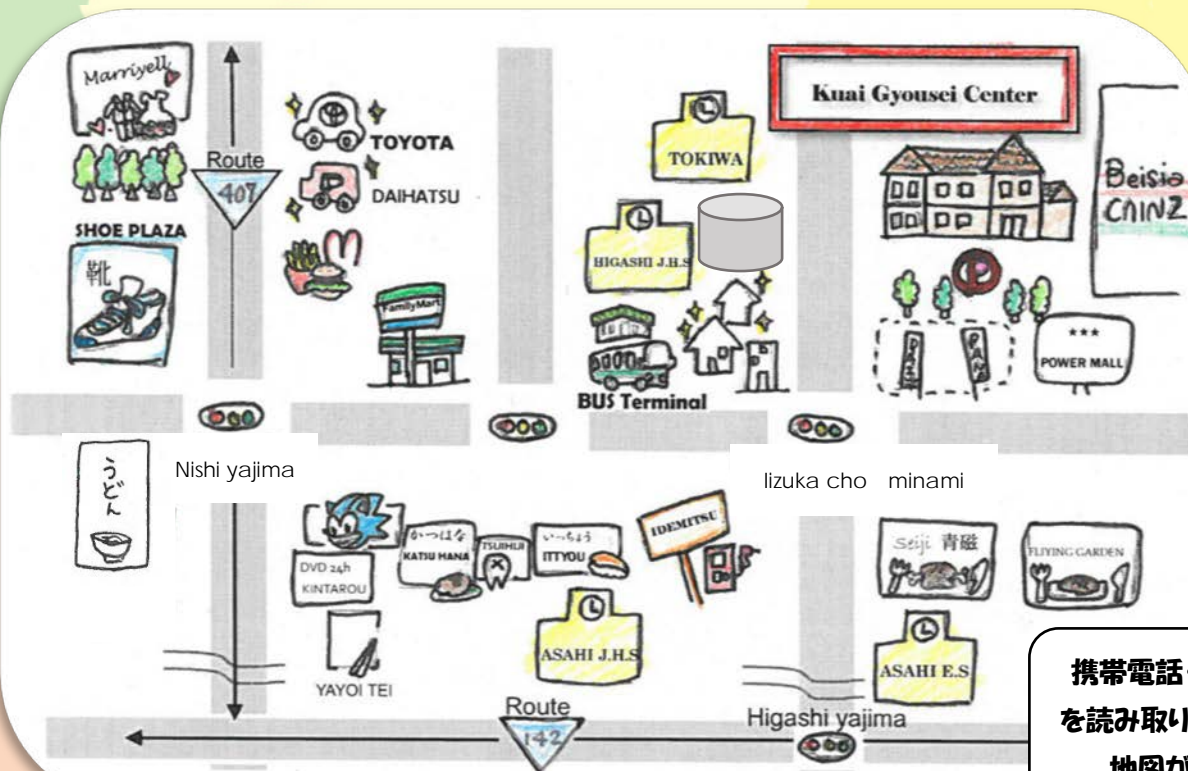 Marriyell
Route
407
TOYOTA
DAIHATSU
SHOE PLAZA
靴
FamilyMart
TOKIWA
HIGASHI J.H.S
BUS Terminal
Kuai Gyousei Center
Beisia
CAINZ
P
★★★
POWER MALL
うどん
Nishi yajima
Iizuka cho minami
DVD 24h
KINTAROU
かつはな
KATSU HANA
TSUIHIJI
いっちょう
ITTYOU
IDEMITSU
Seiji 青磁
FLIYING GARDEN
YAYOI TEI
ASAHI J.H.S
ASAHI E.S
Route
142
Higashi yajima
携帯電話
を読み取り
地図が